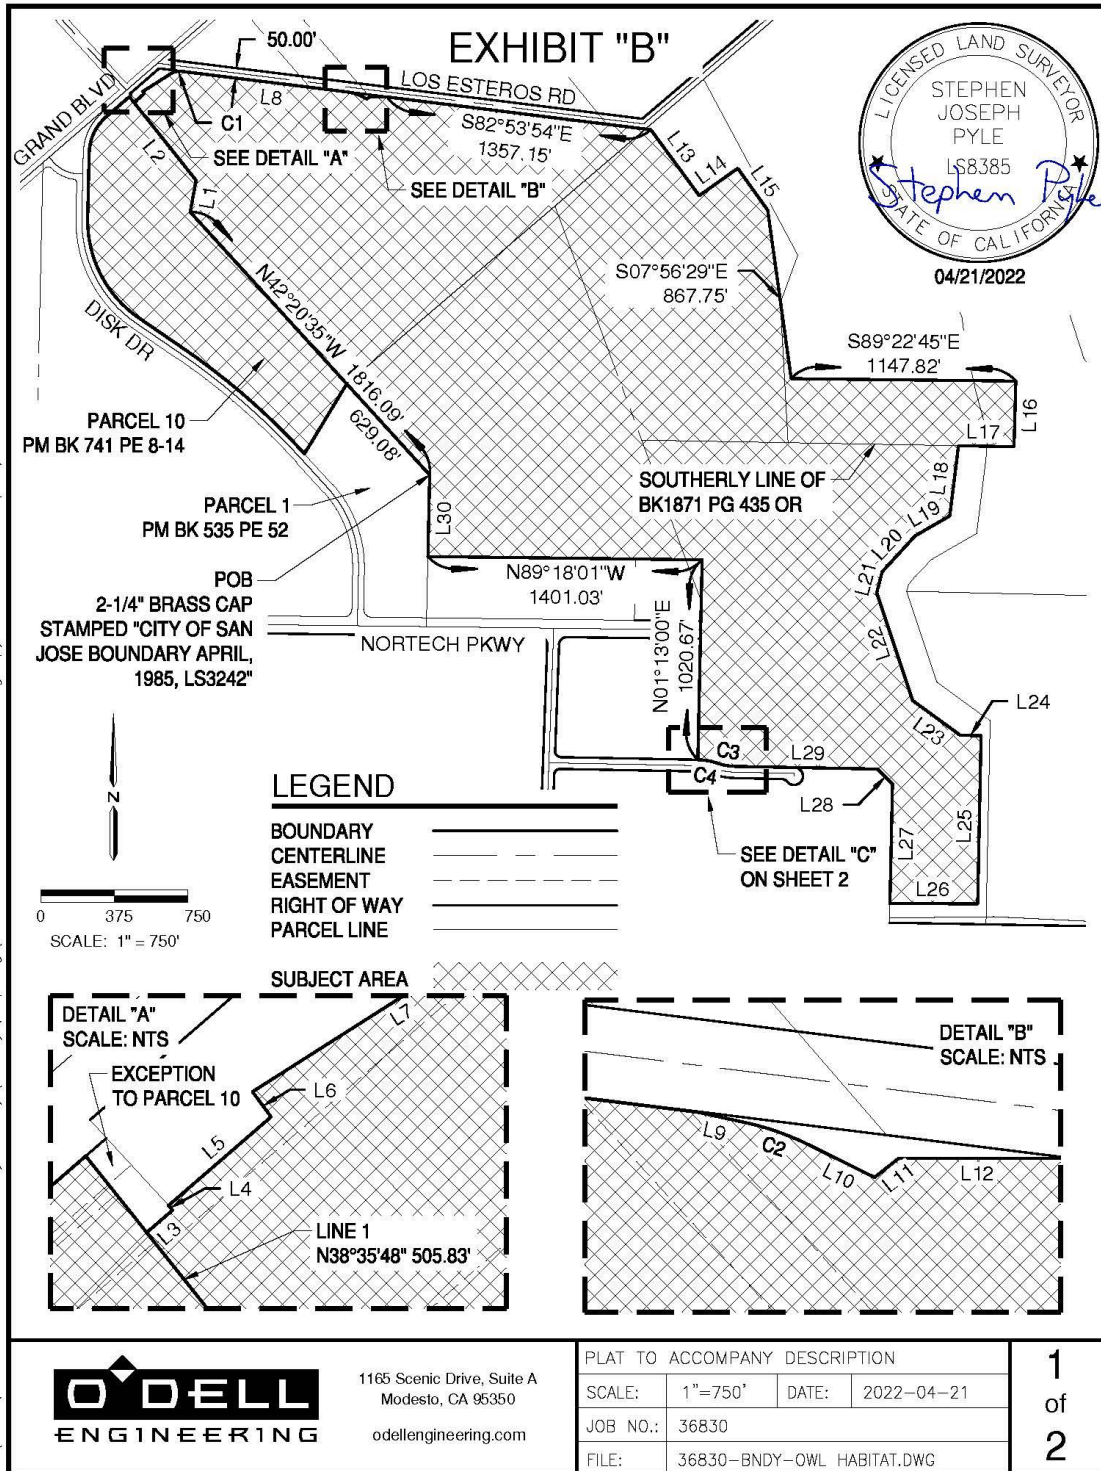 EXHIBIT "B"
50.00'
LOS ESTEROS RD
GRAND BLVD
L8
C1
S82°53'54"E
1357.15'
SEE DETAIL "A"
SEE DETAIL "B"
L2
L1
L13
L14
L15
LICENSED LAND SURVEYOR
STEPHEN
JOSEPH
PYLE
LS8385
Stephen Pyle
STATE OF CALIFORNIA
04/21/2022
S07°56'29"E
867.75'
N42°20'35"W 1816.09'
629.08'
DISK DR
S89°22'45"E
1147.82'
L16
L17
L18
L19
L20
L21
L22
L23
L24
L25
L26
L27
L28
L29
L30
PARCEL 10
PM BK 741 PE 8-14
PARCEL 1
PM BK 535 PE 52
SOUTHERLY LINE OF
BK1871 PG 435 OR
POB
2-1/4" BRASS CAP
STAMPED "CITY OF SAN
JOSE BOUNDARY APRIL,
1985, LS3242"
N89°18'01"W
1401.03'
NORTECH PKWY
N01°13'00"E
1020.67'
C3
C4
SEE DETAIL "C"
ON SHEET 2
N
0 375 750
SCALE: 1" = 750'
LEGEND
BOUNDARY
CENTERLINE
EASEMENT
RIGHT OF WAY
PARCEL LINE
SUBJECT AREA
DETAIL "A"
SCALE: NTS
EXCEPTION
TO PARCEL 10
L7
L6
L5
L4
L3
LINE 1
N38°35'48" 505.83'
DETAIL "B"
SCALE: NTS
L9
C2
L10
L11
L12
O'DELL
ENGINEERING
1165 Scenic Drive, Suite A
Modesto, CA 95350
odellengineering.com
PLAT TO ACCOMPANY DESCRIPTION
SCALE: 1"=750' DATE: 2022-04-21
JOB NO.: 36830
FILE: 36830-BNDY-OWL HABITAT.DWG
1
of
2